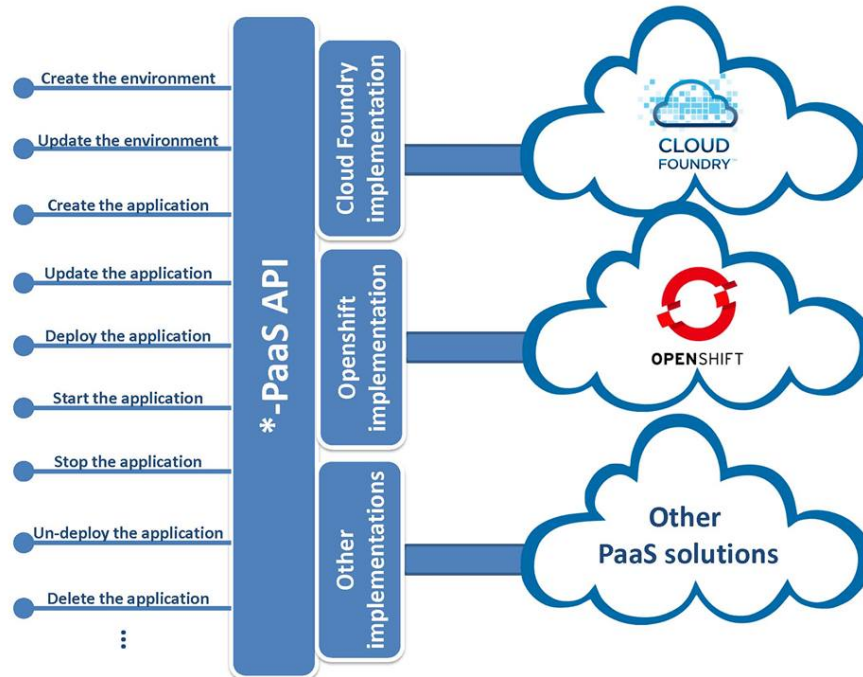 Create the environment
Update the environment
Create the application
Update the application
Deploy the application
Start the application
Stop the application
Un-deploy the application
Delete the application
...
*-PaaS API
Cloud Foundry
implementation
Openshift
implementation
Other
implementations
CLOUD
FOUNDRY™
OPENSHIFT
Other
PaaS solutions